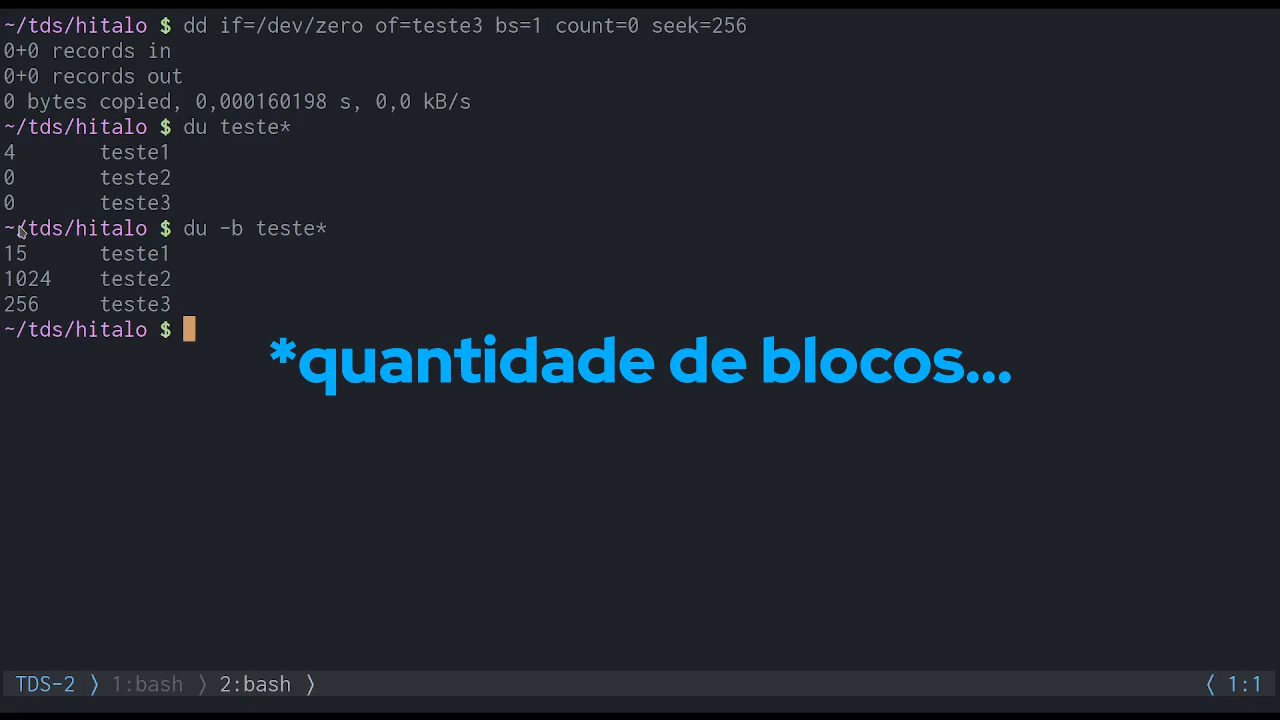 ~/tds/hitalo $ dd if=/dev/zero of=teste3 bs=1 count=0 seek=256
0+0 records in
0+0 records out
0 bytes copied, 0,000160198 s, 0,0 kB/s
~/tds/hitalo $ du teste*
4 teste1
0 teste2
0 teste3
~/tds/hitalo $ du -b teste*
15 teste1
1024 teste2
256 teste3
~/tds/hitalo $
*quantidade de blocos...
TDS-2 ⟩ 1:bash ⟩ 2:bash ⟩ ⟨ 1:1